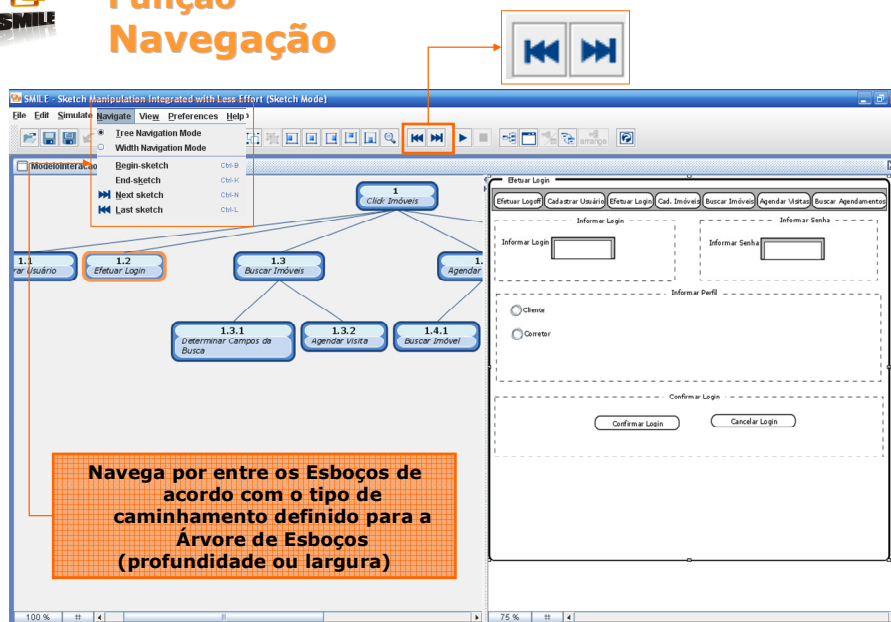 SMILE
Função
Navegação
SMILE - Sketch Manipulation Integrated with Less Effort (Sketch Mode)
File Edit Simulate Navigate View Preferences Help
Tree Navigation Mode
Width Navigation Mode
Begin-sketch Ctrl-B
End-sketch Ctrl-K
Next sketch Ctrl-N
Last sketch Ctrl-L
arrange
ModeloInteracao
1
Click Imóveis
1.1
rar Usuário
1.2
Efetuar Login
1.3
Buscar Imóveis
1.
Agendar
1.3.1
Determinar Campos da
Busca
1.3.2
Agendar Visita
1.4.1
Buscar Imóvel
Efetuar Login
Efetuar Logoff Cadastrar Usuário Efetuar Login Cad. Imóveis Buscar Imóveis Agendar Visitas Buscar Agendamentos
Informar Login
Informar Senha
Informar Login
Informar Senha
Informar Perfil
Cliente
Corretor
Confirmar Login
Confirmar Login
Cancelar Login
Navega por entre os Esboços de
acordo com o tipo de
caminhamento definido para a
Árvore de Esboços
(profundidade ou largura)
100 %
75 %